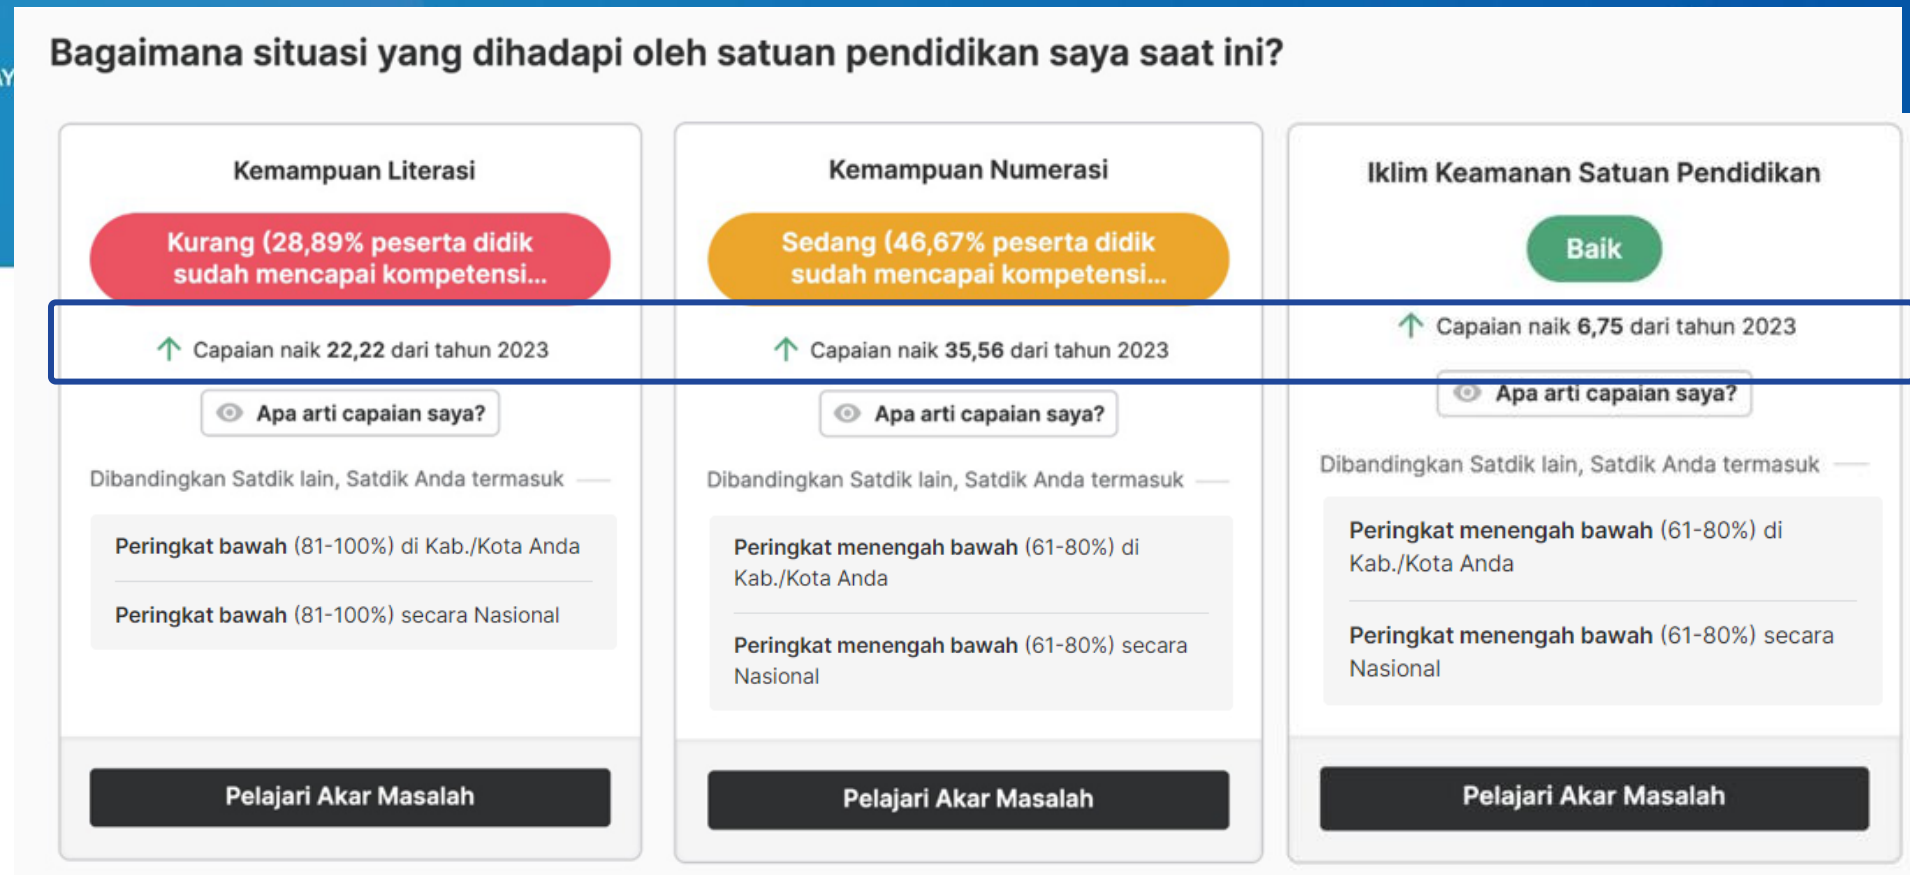 AY
Bagaimana situasi yang dihadapi oleh satuan pendidikan saya saat ini?
Kemampuan Literasi
Kurang (28,89% peserta didik
sudah mencapai kompetensi...
Capaian naik 22,22 dari tahun 2023
Apa arti capaian saya?
Dibandingkan Satdik lain, Satdik Anda termasuk
Peringkat bawah (81-100%) di Kab./Kota Anda
Peringkat bawah (81-100%) secara Nasional
Pelajari Akar Masalah
Kemampuan Numerasi
Sedang (46,67% peserta didik
sudah mencapai kompetensi...
Capaian naik 35,56 dari tahun 2023
Apa arti capaian saya?
Dibandingkan Satdik lain, Satdik Anda termasuk
Peringkat menengah bawah (61-80%) di
Kab./Kota Anda
Peringkat menengah bawah (61-80%) secara
Nasional
Pelajari Akar Masalah
Iklim Keamanan Satuan Pendidikan
Baik
Capaian naik 6,75 dari tahun 2023
Apa arti capaian saya?
Dibandingkan Satdik lain, Satdik Anda termasuk
Peringkat menengah bawah (61-80%) di
Kab./Kota Anda
Peringkat menengah bawah (61-80%) secara
Nasional
Pelajari Akar Masalah